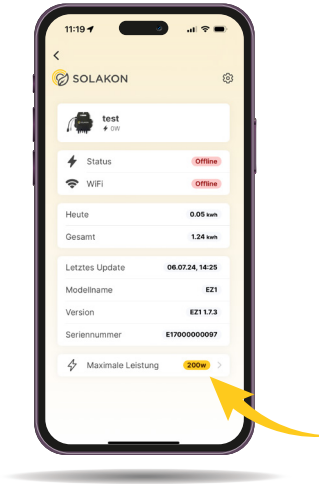 11:19
SOLAKON
test
0W
Status Offline
WiFi Offline
Heute 0.05 kwh
Gesamt 1.24 kwh
Letztes Update 06.07.24, 14:25
Modellname EZ1
Version EZ1 1.7.3
Seriennummer E17000000097
Maximale Leistung 200w